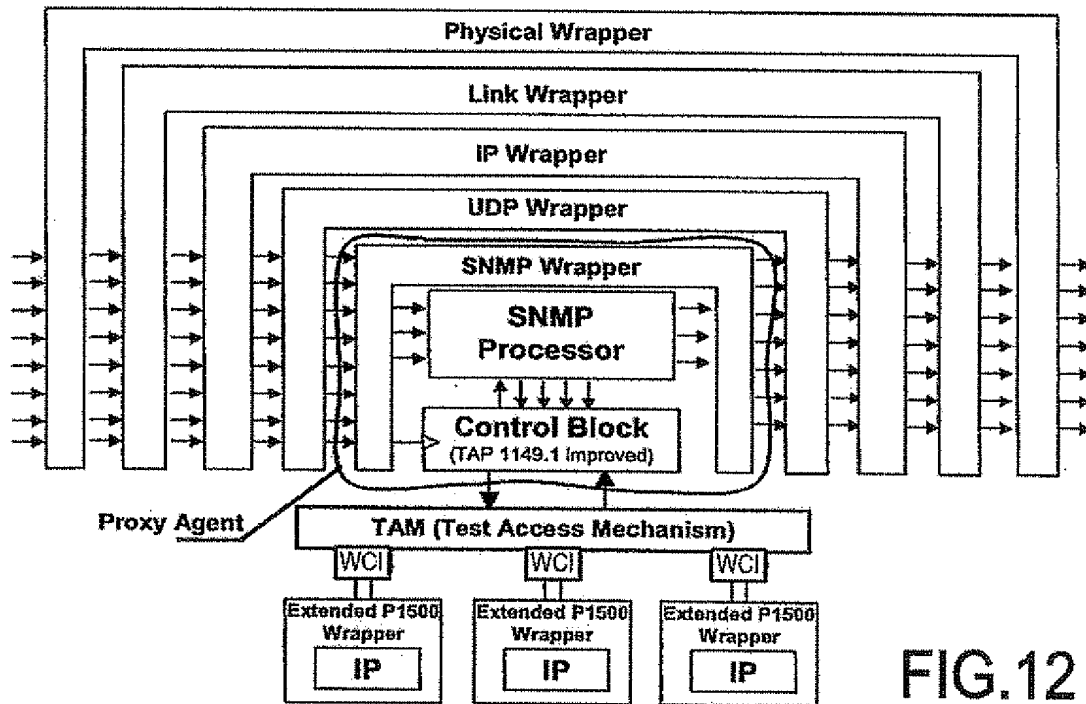 Physical Wrapper
Link Wrapper
IP Wrapper
UDP Wrapper
SNMP Wrapper
SNMP
Processor
Control Block
(TAP 1149.1 Improved)
Proxy Agent
TAM (Test Access Mechanism)
WCI WCI WCI
Extended P1500 Extended P1500 Extended P1500
Wrapper Wrapper Wrapper
IP IP IP
FIG.12